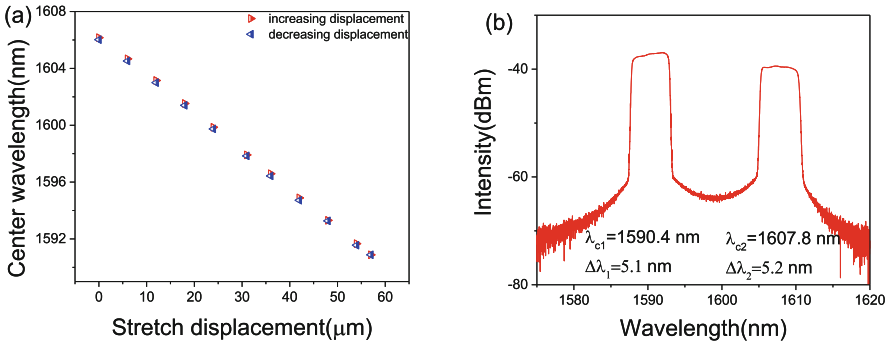 (a)
increasing displacement
decreasing displacement
1608
1604
1600
1596
1592
0 10 20 30 40 50 60
Center wavelength(nm)
Stretch displacement(μm)
(b)
-40
-60
-80
Intensity(dBm)
λc1=1590.4 nm
Δλ1=5.1 nm
λc2=1607.8 nm
Δλ2=5.2 nm
1580 1590 1600 1610 1620
Wavelength(nm)